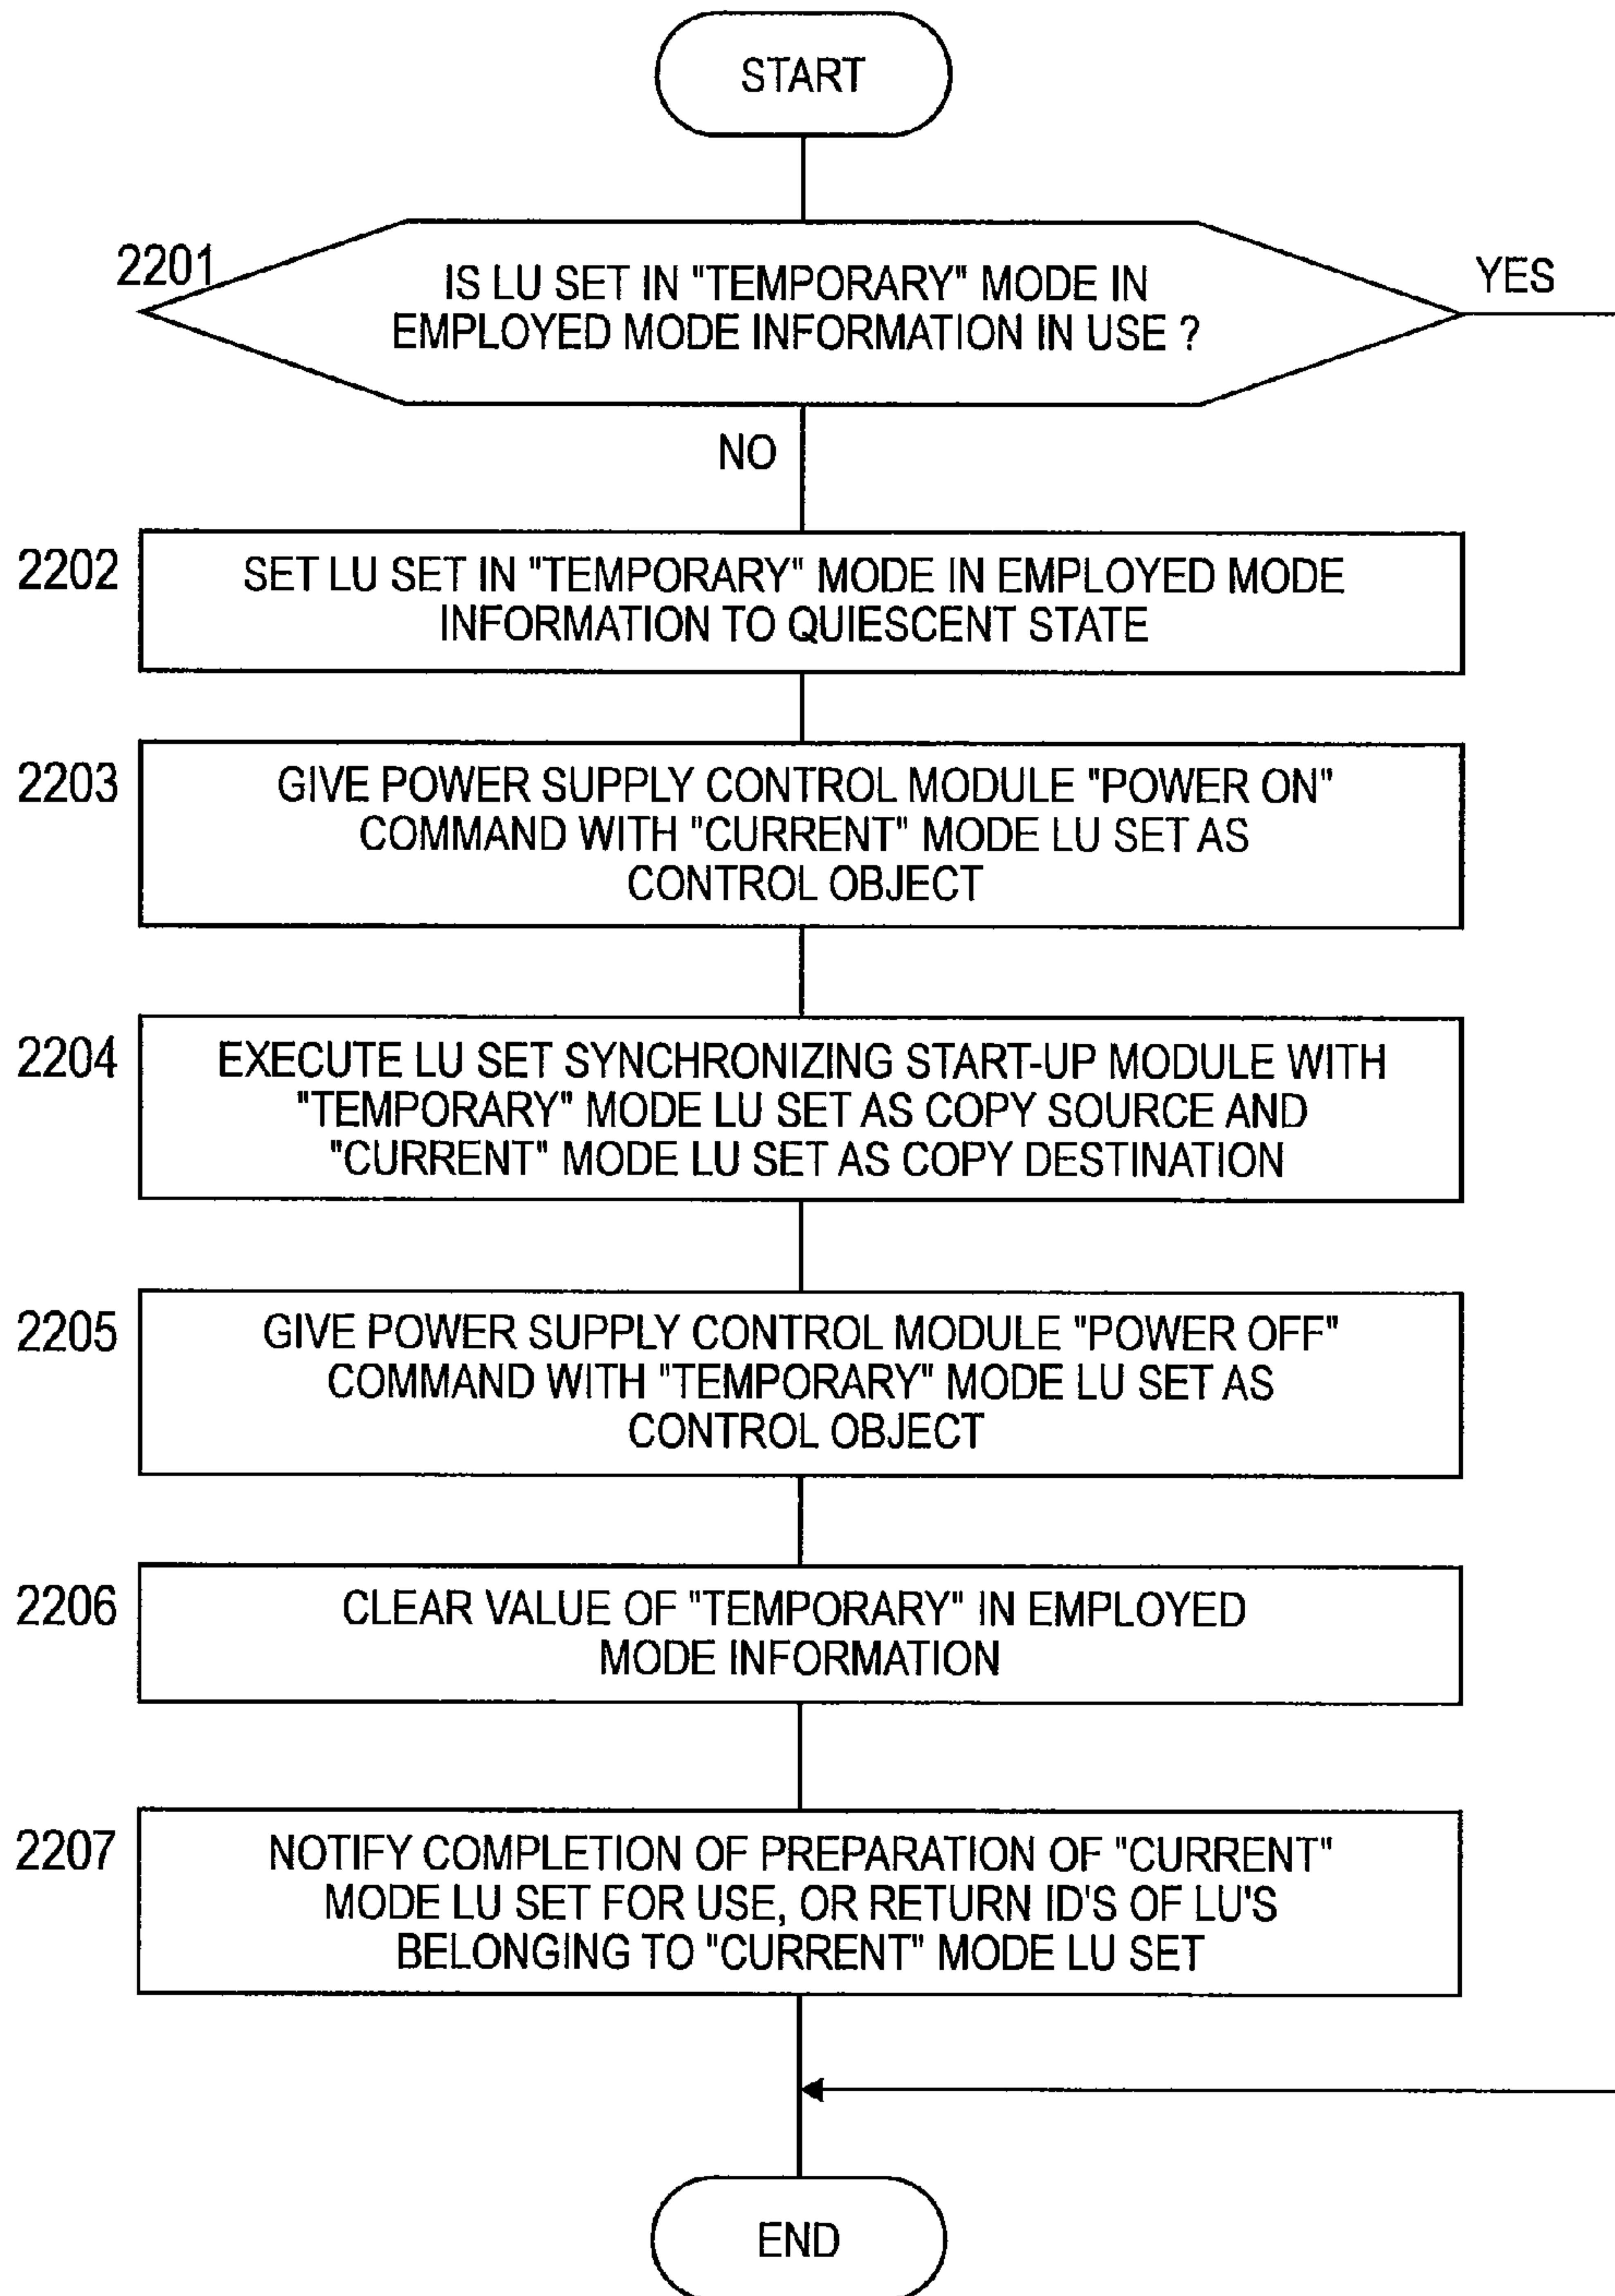 START
2201
IS LU SET IN "TEMPORARY" MODE IN
EMPLOYED MODE INFORMATION IN USE ?
YES
NO
2202
SET LU SET IN "TEMPORARY" MODE IN EMPLOYED MODE
INFORMATION TO QUIESCENT STATE
2203
GIVE POWER SUPPLY CONTROL MODULE "POWER ON"
COMMAND WITH "CURRENT" MODE LU SET AS
CONTROL OBJECT
2204
EXECUTE LU SET SYNCHRONIZING START-UP MODULE WITH
"TEMPORARY" MODE LU SET AS COPY SOURCE AND
"CURRENT" MODE LU SET AS COPY DESTINATION
2205
GIVE POWER SUPPLY CONTROL MODULE "POWER OFF"
COMMAND WITH "TEMPORARY" MODE LU SET AS
CONTROL OBJECT
2206
CLEAR VALUE OF "TEMPORARY" IN EMPLOYED
MODE INFORMATION
2207
NOTIFY COMPLETION OF PREPARATION OF "CURRENT"
MODE LU SET FOR USE, OR RETURN ID'S OF LU'S
BELONGING TO "CURRENT" MODE LU SET
END